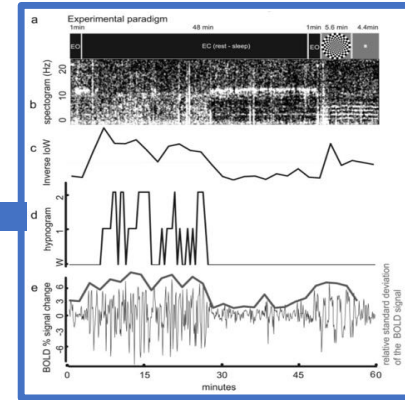 a Experimental paradigm
1min 48 min 1min 5.6 min 4.4min
EO EC (rest - sleep) EO
b spectogram (Hz)
20
10
0
c Inverse IoW
d hypnogram
2
1
W
e BOLD % signal change
6
3
0
-3
-6
relative standard deviation
of the BOLD signal
0 15 30 45 60
minutes